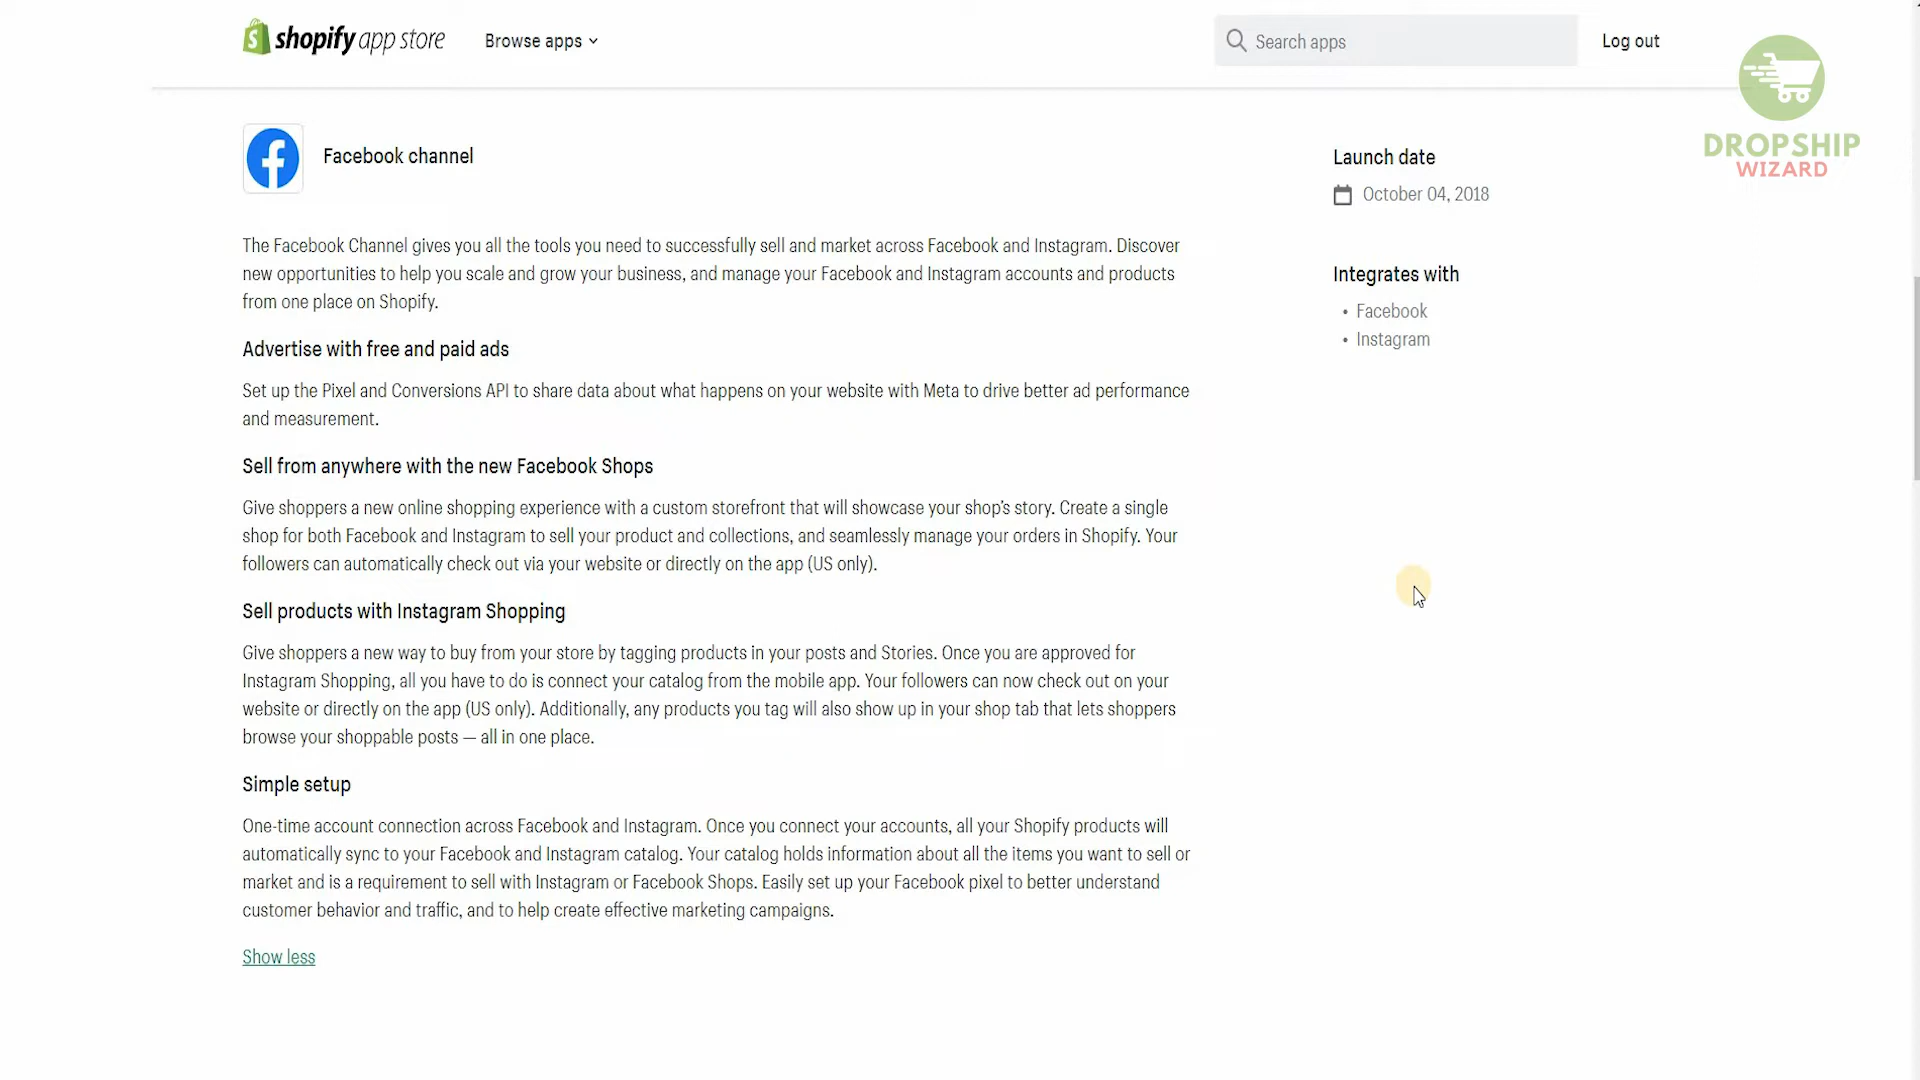 shopify app store
Browse apps
Search apps
Log out
DROPSHIP
WIZARD
Facebook channel
Launch date
October 04, 2018
Integrates with
• Facebook
• Instagram
The Facebook Channel gives you all the tools you need to successfully sell and market across Facebook and Instagram. Discover
new opportunities to help you scale and grow your business, and manage your Facebook and Instagram accounts and products
from one place on Shopify.
Advertise with free and paid ads
Set up the Pixel and Conversions API to share data about what happens on your website with Meta to drive better ad performance
and measurement.
Sell from anywhere with the new Facebook Shops
Give shoppers a new online shopping experience with a custom storefront that will showcase your shop’s story. Create a single
shop for both Facebook and Instagram to sell your product and collections, and seamlessly manage your orders in Shopify. Your
followers can automatically check out via your website or directly on the app (US only).
Sell products with Instagram Shopping
Give shoppers a new way to buy from your store by tagging products in your posts and Stories. Once you are approved for
Instagram Shopping, all you have to do is connect your catalog from the mobile app. Your followers can now check out on your
website or directly on the app (US only). Additionally, any products you tag will also show up in your shop tab that lets shoppers
browse your shoppable posts — all in one place.
Simple setup
One-time account connection across Facebook and Instagram. Once you connect your accounts, all your Shopify products will
automatically sync to your Facebook and Instagram catalog. Your catalog holds information about all the items you want to sell or
market and is a requirement to sell with Instagram or Facebook Shops. Easily set up your Facebook pixel to better understand
customer behavior and traffic, and to help create effective marketing campaigns.
Show less